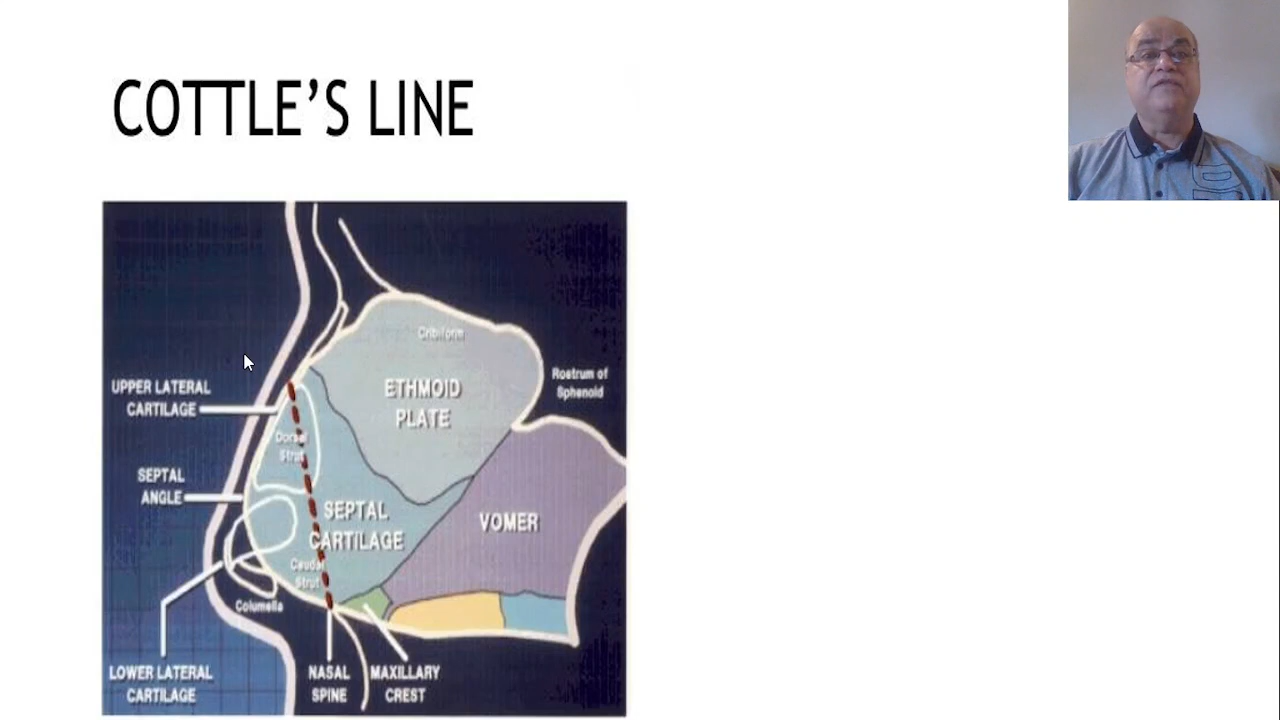 COTTLE’S LINE
Cribiform
ETHMOID
PLATE
Rostrum of
Sphenoid
UPPER LATERAL
CARTILAGE
Dorsal
Strut
SEPTAL
ANGLE
SEPTAL
CARTILAGE
VOMER
Caudal
Strut
Columella
LOWER LATERAL
CARTILAGE
NASAL
SPINE
MAXILLARY
CREST